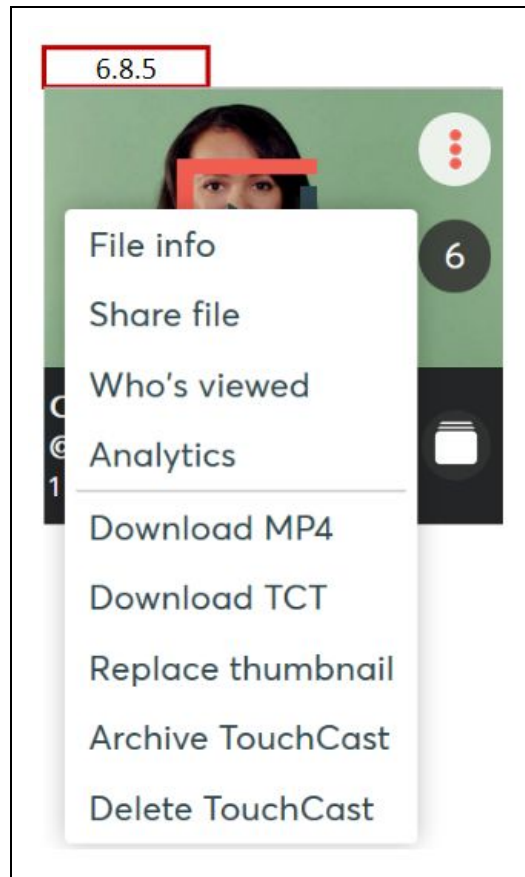 6.8.5
6
File info
Share file
Who's viewed
Analytics
Download MP4
Download TCT
Replace thumbnail
Archive TouchCast
Delete TouchCast